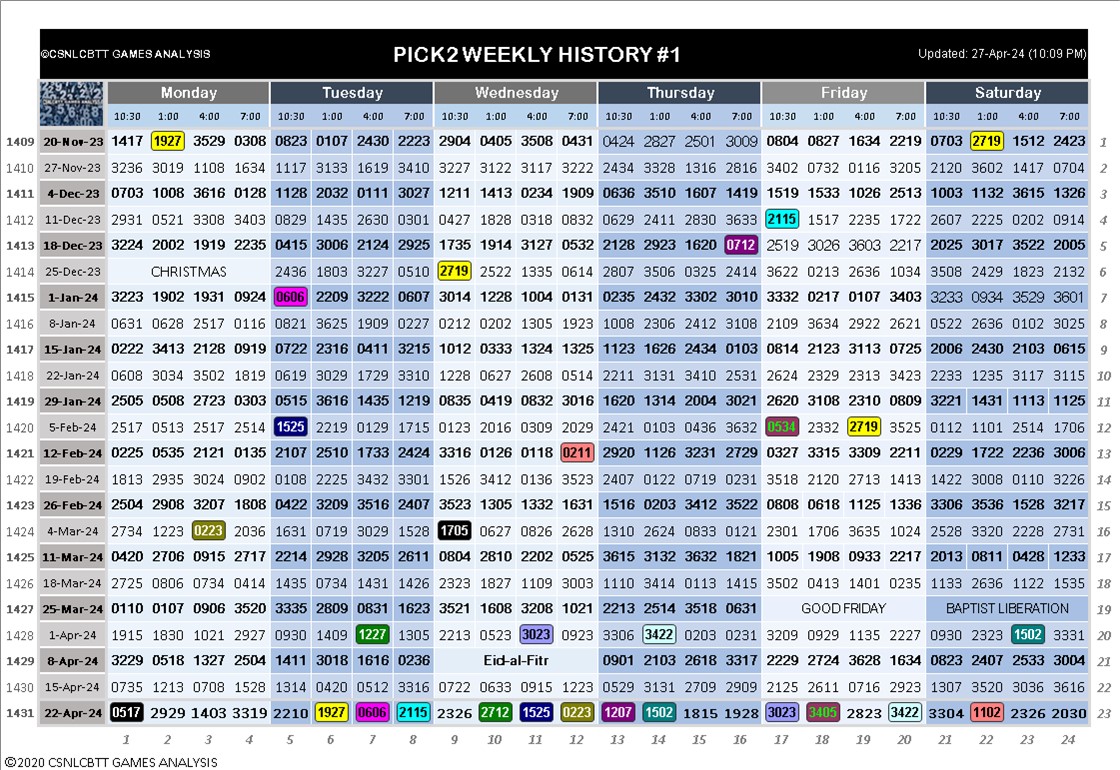 ©CSNLCBTT GAMES ANALYSIS PICK2 WEEKLY HISTORY #1 Updated: 27-Apr-24 (10:09 PM)
Monday Tuesday Wednesday Thursday Friday Saturday
10:30 1:00 4:00 7:00 10:30 1:00 4:00 7:00 10:30 1:00 4:00 7:00 10:30 1:00 4:00 7:00 10:30 1:00 4:00 7:00 10:30 1:00 4:00 7:00
1409 20-Nov-23 1417 1927 3529 0308 0823 0107 2430 2223 2904 0405 3508 0431 0424 2827 2501 3009 0804 0827 1634 2219 0703 2719 1512 2423 1
1410 27-Nov-23 3236 3019 1108 1634 1117 3133 1619 3410 3227 3122 3117 3222 2434 3328 1316 2816 3402 0732 0116 3205 2120 3602 1417 0704 2
1411 4-Dec-23 0703 1008 3616 0128 1128 2032 0111 3027 1211 1413 0234 1909 0636 3510 1607 1419 1519 1533 1026 2513 1003 1132 3615 1326 3
1412 11-Dec-23 2931 0521 3308 3403 0829 1435 2630 0301 0427 1828 0318 0832 0629 2411 2830 3633 2115 1517 2235 1722 2607 2225 0202 0914 4
1413 18-Dec-23 3224 2002 1919 2235 0415 3006 2124 2925 1735 1914 3127 0532 2128 2923 1620 0712 2519 3026 3603 2217 2025 3017 3522 2005 5
1414 25-Dec-23 CHRISTMAS 2436 1803 3227 0510 2719 2522 1335 0614 2807 3506 0325 2414 3622 0213 2636 1034 3508 2429 1823 2132 6
1415 1-Jan-24 3223 1902 1931 0924 0606 2209 3222 0607 3014 1228 1004 0131 0235 2432 3302 3010 3332 0217 0107 3403 3233 0934 3529 3601 7
1416 8-Jan-24 0631 0628 2517 0116 0821 3625 1909 0227 0212 0202 1305 1923 1008 2306 2412 3108 2109 3634 2922 2621 0522 2636 0102 3025 8
1417 15-Jan-24 0222 3413 2128 0919 0722 2316 0411 3215 1012 0333 1324 1325 1123 1626 2434 0103 0814 2123 3113 0725 2006 2430 2103 0615 9
1418 22-Jan-24 0608 3034 3502 1819 0619 3029 1729 3310 1228 0627 2608 0514 2211 3131 3410 2531 2624 2329 2313 3423 2233 1235 3117 3115 10
1419 29-Jan-24 2505 0508 2723 0303 0515 3616 1435 1219 0835 0419 0832 3016 1620 1314 2004 3021 2620 3108 2310 0809 3221 1431 1113 1125 11
1420 5-Feb-24 2517 0513 2517 2514 1525 2219 0129 1715 0123 2016 0309 2029 2421 0103 0436 3632 0534 2332 2719 3525 0112 1101 2514 1706 12
1421 12-Feb-24 0225 0535 2121 0135 2107 2510 1733 2424 3316 0126 0118 0211 2920 1126 3231 2729 0327 3315 3309 2211 0229 1722 2236 3006 13
1422 19-Feb-24 1813 2935 3024 0902 0108 2225 3432 3301 1526 3412 0136 3523 2407 0122 0719 0231 3518 2120 2713 1413 1422 3008 0110 3226 14
1423 26-Feb-24 2504 2908 3207 1808 0422 3209 3516 2407 3523 1305 1332 1631 1516 0203 3412 3522 0808 0618 1125 1336 3306 3536 1528 3217 15
1424 4-Mar-24 2734 1223 0223 2036 1631 0719 3029 1528 1705 0627 0826 2628 1310 2624 0833 0121 2301 1706 3635 1024 2528 3320 2228 2731 16
1425 11-Mar-24 0420 2706 0915 2717 2214 2928 3205 2611 0804 2810 2202 0525 3615 3132 3632 1821 1005 1908 0933 2217 2013 0811 0428 1233 17
1426 18-Mar-24 2725 0806 0734 0414 1435 0734 1431 1426 2323 1827 1109 3003 1110 3414 0113 1415 3502 0413 1401 0235 1133 2636 1122 1535 18
1427 25-Mar-24 0110 0107 0906 3520 3335 2809 0831 1623 3521 1608 3208 1021 2213 2514 3518 0631 GOOD FRIDAY BAPTIST LIBERATION 19
1428 1-Apr-24 1915 1830 1021 2927 0930 1409 1227 1305 2213 0523 3023 0923 3306 3422 0203 0231 3209 0929 1135 2227 0930 2323 1502 3331 20
1429 8-Apr-24 3229 0518 1327 2504 1411 3018 1616 0236 Eid-al-Fitr 0901 2103 2618 3317 2229 2724 3628 1634 0823 2407 2533 3004 21
1430 15-Apr-24 0735 1213 0708 1528 1314 0420 0512 3316 0722 0633 0915 1223 0529 3131 2709 2909 2125 2611 0716 2923 1307 3520 3036 3616 22
1431 22-Apr-24 0517 2929 1403 3319 2210 1927 0606 2115 2326 2712 1525 0223 1207 1502 1815 1928 3023 3405 2823 3422 3304 1102 2326 2030 23
1 2 3 4 5 6 7 8 9 10 11 12 13 14 15 16 17 18 19 20 21 22 23 24
©2020 CSNLCBTT GAMES ANALYSIS